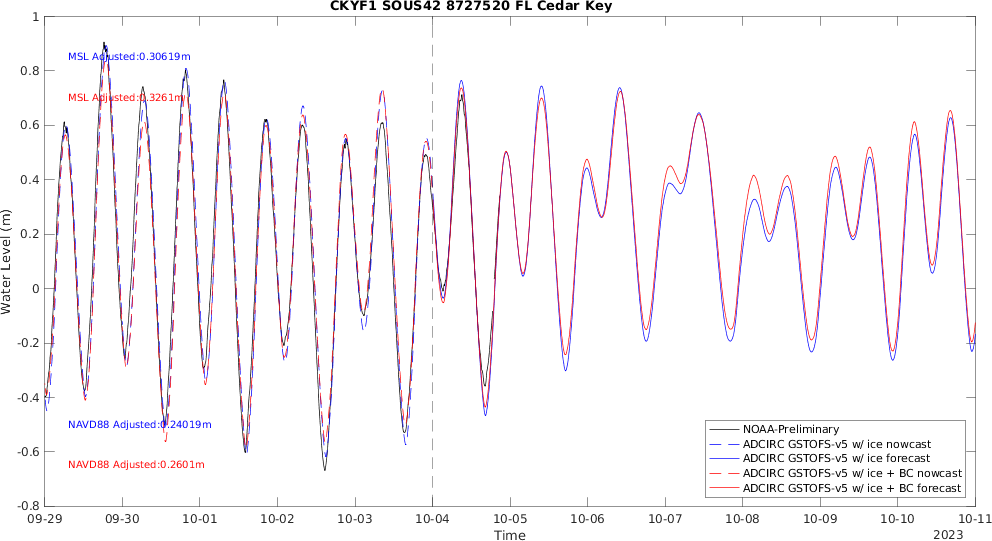 CKYF1 SOUS42 8727520 FL Cedar Key
Water Level (m)
1
0.8
0.6
0.4
0.2
0
-0.2
-0.4
-0.6
-0.8
MSL Adjusted:0.30619m
MSL Adjusted:0.3261m
NAVD88 Adjusted:0.24019m
NAVD88 Adjusted:0.2601m
NOAA-Preliminary
ADCIRC GSTOFS-v5 w/ ice nowcast
ADCIRC GSTOFS-v5 w/ ice forecast
ADCIRC GSTOFS-v5 w/ ice + BC nowcast
ADCIRC GSTOFS-v5 w/ ice + BC forecast
09-29 09-30 10-01 10-02 10-03 10-04 10-05 10-06 10-07 10-08 10-09 10-10 10-11
Time
2023